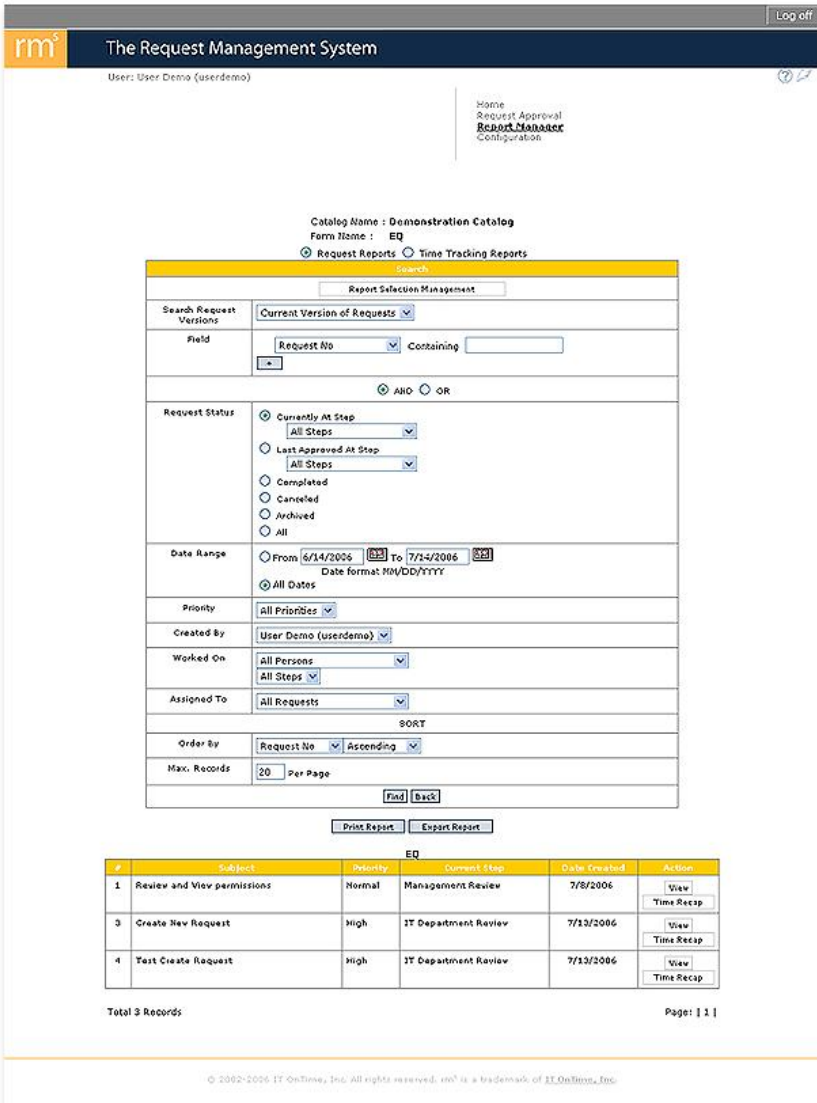 Log off
rm5 The Request Management System
User: User Demo (userdemo)
Home
Request Approval
Report Manager
Configuration
Catalog Name : Demonstration Catalog
Form Name : EQ
Request Reports Time Tracking Reports
Search
Report Selection Management
Search Request Versions Current Version of Requests
Field Request No Containing
+
AND OR
Request Status Currently At Step
All Steps
Last Approved At Step
All Steps
Completed
Canceled
Archived
All
Date Range From 6/14/2006 To 7/14/2006
Date format MM/DD/YYYY
All Dates
Priority All Priorities
Created By User Demo (userdemo)
Worked On All Persons
All Steps
Assigned To All Requests
SORT
Order By Request No Ascending
Max. Records 20 Per Page
Find Back
Print Report Export Report
EQ
# Subject Priority Current Step Date Created Action
1 Review and View permissions Normal Management Review 7/8/2006 View
Time Recap
3 Create New Request High IT Department Review 7/13/2006 View
Time Recap
4 Test Create Request High IT Department Review 7/13/2006 View
Time Recap
Total 3 Records Page: [ 1 ]
© 2002-2006 IT OnTime, Inc. All rights reserved. rm5 is a trademark of IT OnTime, Inc.